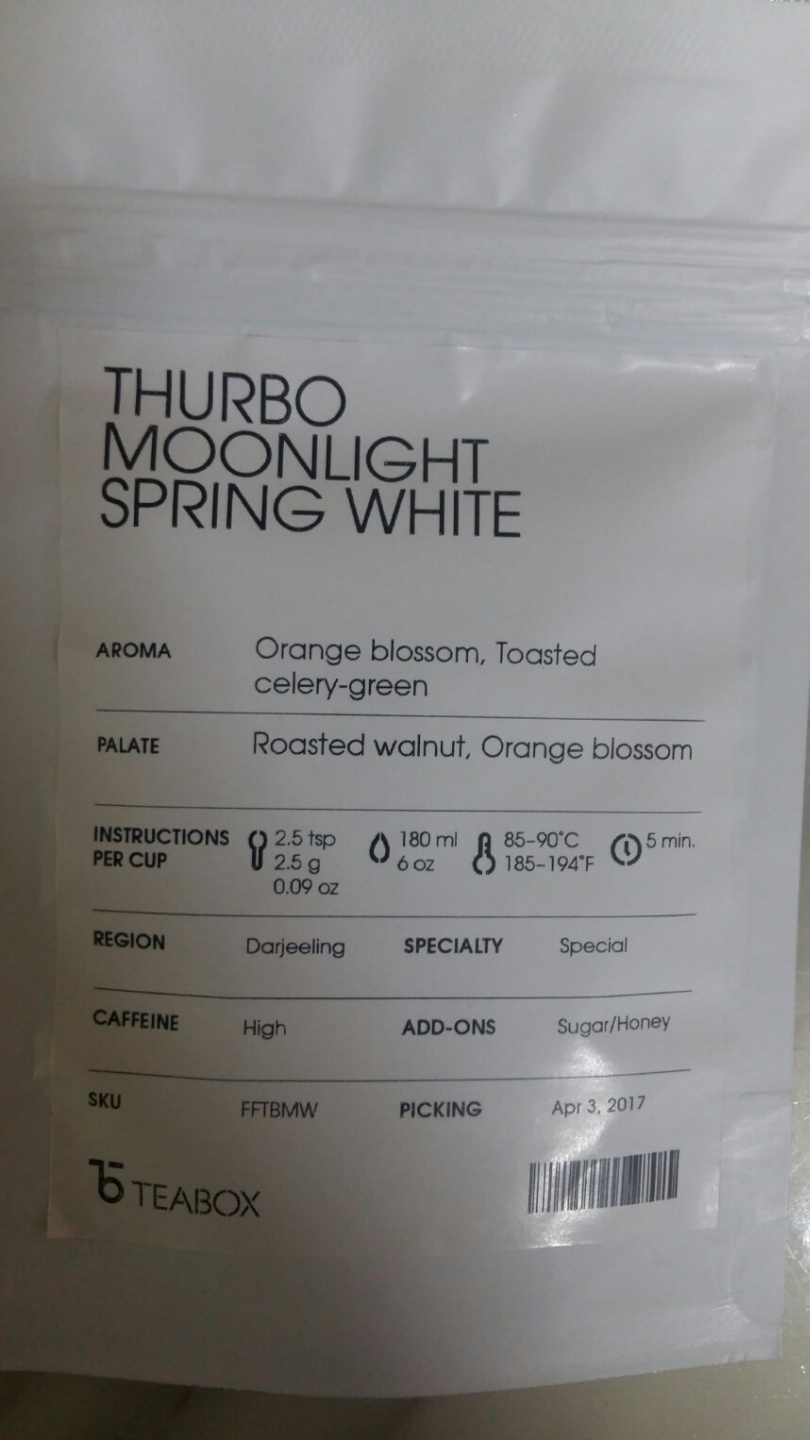 THURBO
MOONLIGHT
SPRING WHITE
AROMA Orange blossom, Toasted
celery-green
PALATE Roasted walnut, Orange blossom
INSTRUCTIONS 2.5 tsp 180 ml 85-90°C 5 min.
PER CUP 2.5 g 6 oz 185-194°F
0.09 oz
REGION Darjeeling SPECIALTY Special
CAFFEINE High ADD-ONS Sugar/Honey
SKU FFTBMW PICKING Apr 3, 2017
TEABOX